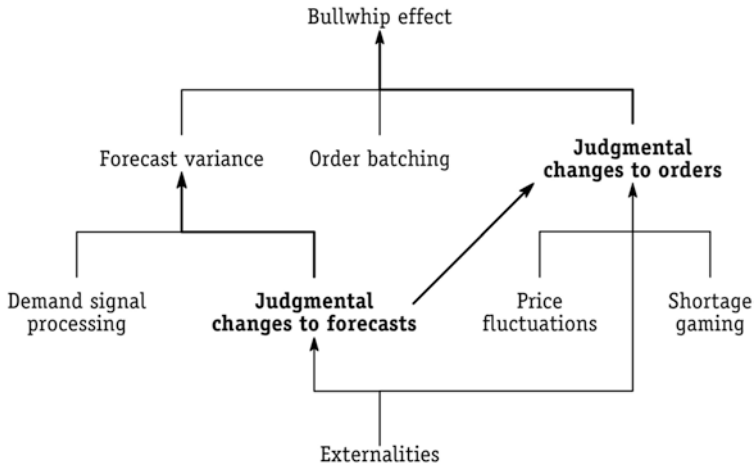 Bullwhip effect
Forecast variance
Order batching
Judgmental
changes to orders
Demand signal
processing
Judgmental
changes to forecasts
Price
fluctuations
Shortage
gaming
Externalities